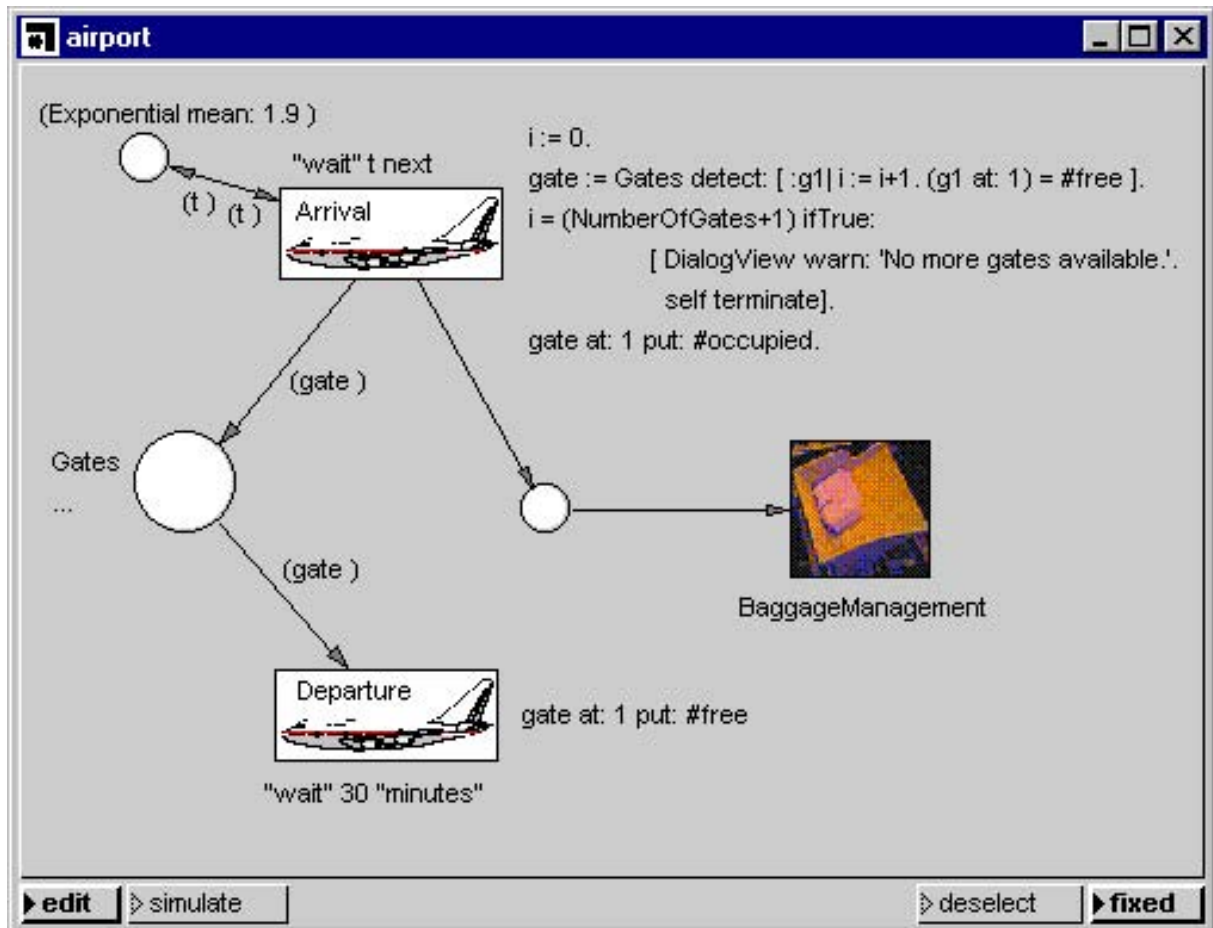 airport
(Exponential mean: 1.9 )
"wait" t next
(t )
(t )
Arrival
i := 0.
gate := Gates detect: [ :g1| i := i+1. (g1 at: 1) = #free ].
i = (NumberOfGates+1) ifTrue:
[ DialogView warn: 'No more gates available.'.
self terminate].
gate at: 1 put: #occupied.
(gate )
Gates
...
(gate )
BaggageManagement
Departure
gate at: 1 put: #free
"wait" 30 "minutes"
edit
simulate
deselect
fixed